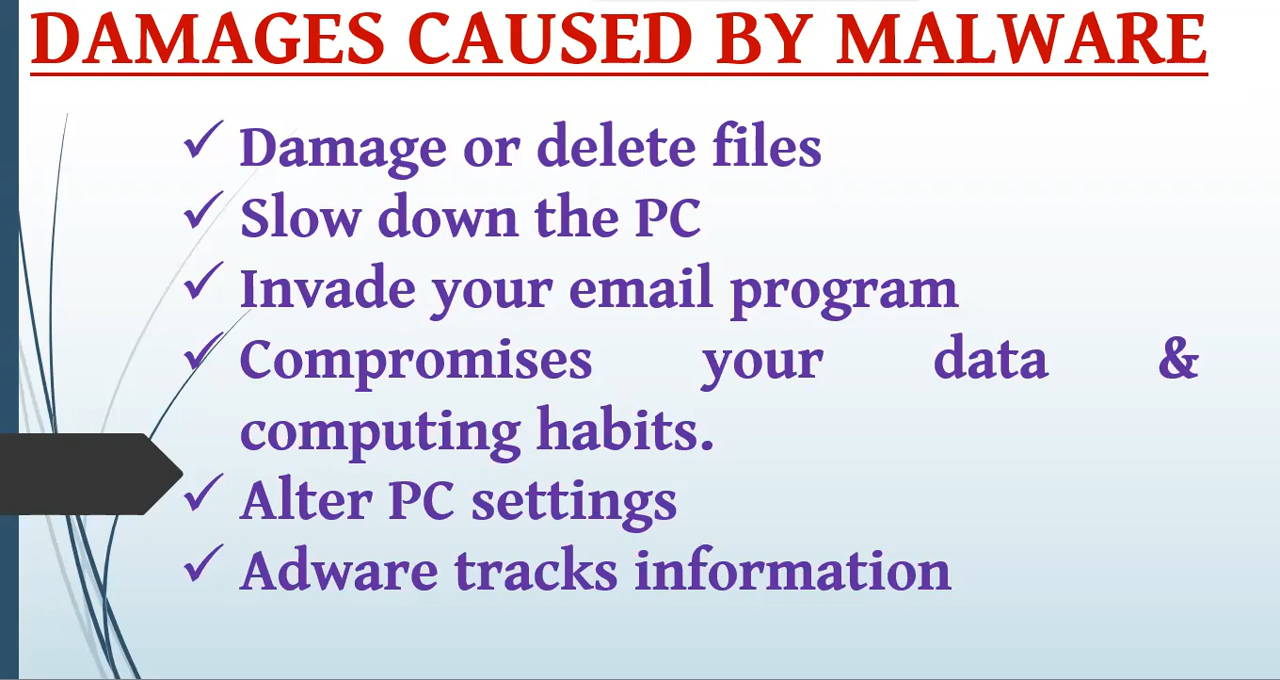 DAMAGES CAUSED BY MALWARE
✓ Damage or delete files
✓ Slow down the PC
✓ Invade your email program
✓ Compromises your data &
computing habits.
✓ Alter PC settings
✓ Adware tracks information